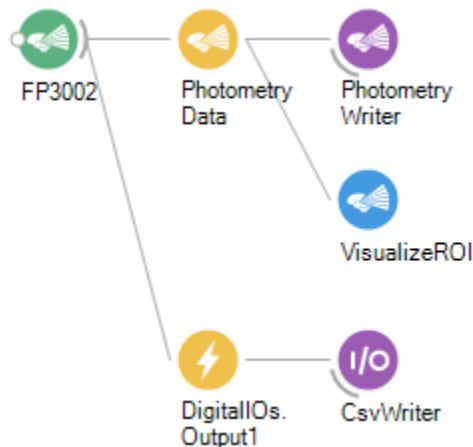 FP3002
Photometry
Data
Photometry
Writer
VisualizeROI
I/O
DigitalIOs.
Output1
CsvWriter